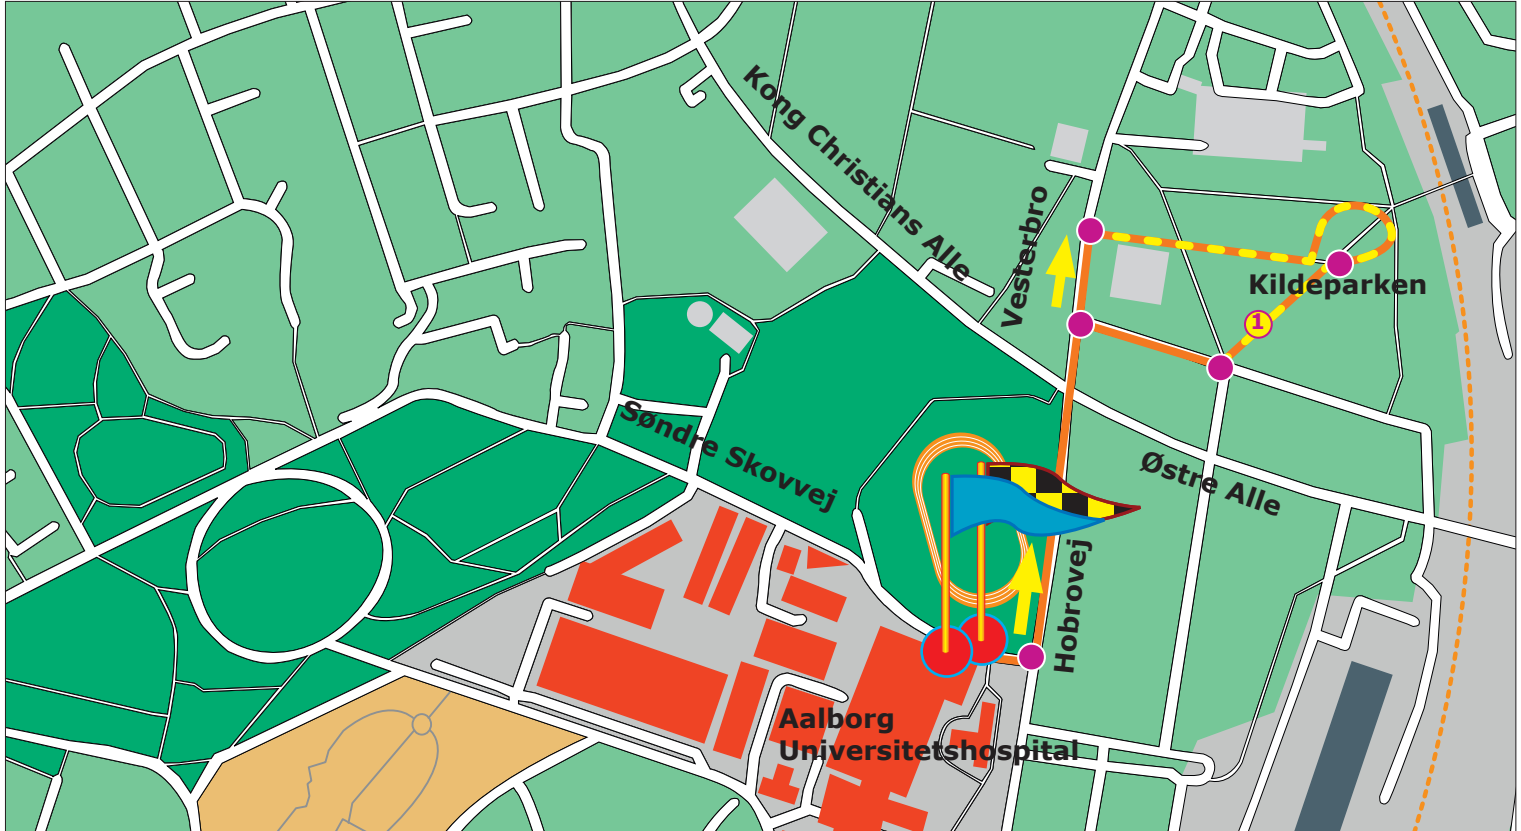 Kong Christians Alle
Vesterbro
Kildeparken
1
Søndre Skovvej
Østre Alle
Hobrovej
Aalborg
Universitetshospital